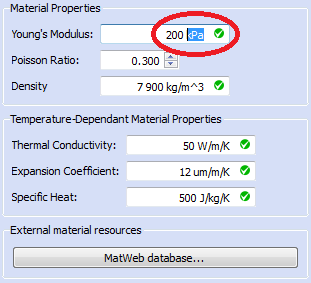 Material Properties
Young's Modulus: 200 kPa
Poisson Ratio: 0.300
Density 7 900 kg/m^3
Temperature-Dependant Material Properties
Thermal Conductivity: 50 W/m/K
Expansion Coefficient: 12 um/m/K
Specific Heat: 500 J/kg/K
External material resources
MatWeb database...